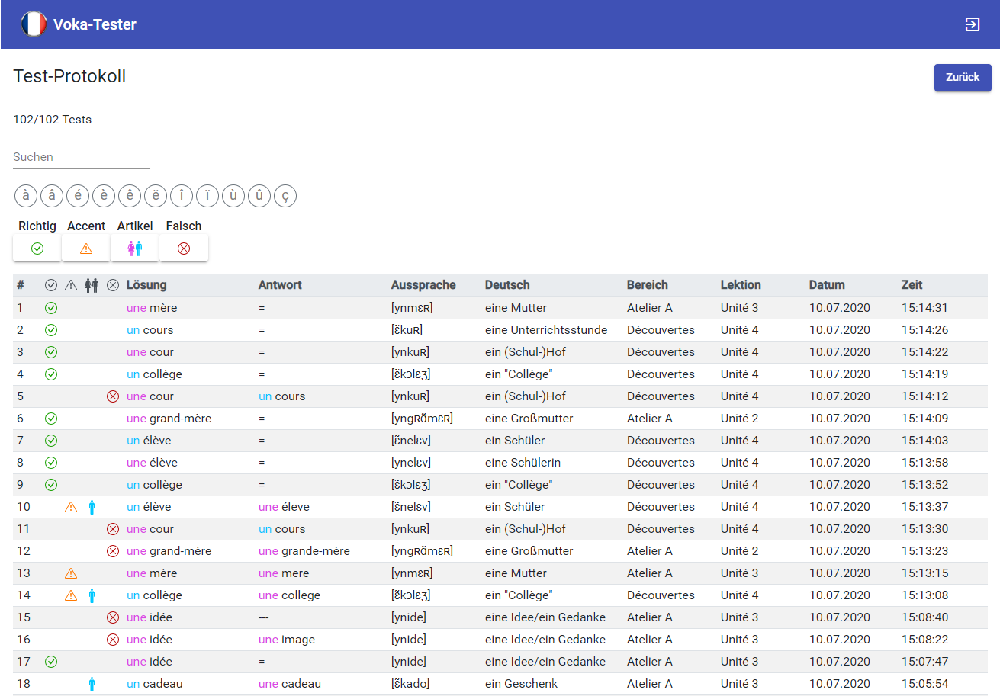 Voka-Tester
Test-Protokoll
Zurück
102/102 Tests
Suchen
à â é è ê ë î ï ù û ç
Richtig Accent Artikel Falsch
# Lösung Antwort Aussprache Deutsch Bereich Lektion Datum Zeit
1 une mère = [ynmɛʀ] eine Mutter Atelier A Unité 3 10.07.2020 15:14:31
2 un cours = [ɛ̃kuʀ] eine Unterrichtsstunde Découvertes Unité 4 10.07.2020 15:14:26
3 une cour = [ynkuʀ] ein (Schul-)Hof Découvertes Unité 4 10.07.2020 15:14:22
4 un collège = [ɛ̃kɔlɛʒ] ein "Collège" Découvertes Unité 4 10.07.2020 15:14:19
5 une cour un cours [ynkuʀ] ein (Schul-)Hof Découvertes Unité 4 10.07.2020 15:14:12
6 une grand-mère = [yngʀɑ̃mɛʀ] eine Großmutter Atelier A Unité 2 10.07.2020 15:14:09
7 un élève = [ɛ̃nelɛv] ein Schüler Découvertes Unité 4 10.07.2020 15:14:03
8 une élève = [ynelɛv] eine Schülerin Découvertes Unité 4 10.07.2020 15:13:58
9 un collège = [ɛ̃kɔlɛʒ] ein "Collège" Découvertes Unité 4 10.07.2020 15:13:52
10 un élève une éleve [ɛ̃nelɛv] ein Schüler Découvertes Unité 4 10.07.2020 15:13:37
11 une cour un cours [ynkuʀ] ein (Schul-)Hof Découvertes Unité 4 10.07.2020 15:13:30
12 une grand-mère une grande-mère [yngʀɑ̃mɛʀ] eine Großmutter Atelier A Unité 2 10.07.2020 15:13:23
13 une mère une mere [ynmɛʀ] eine Mutter Atelier A Unité 3 10.07.2020 15:13:15
14 un collège une college [ɛ̃kɔlɛʒ] ein "Collège" Découvertes Unité 4 10.07.2020 15:13:08
15 une idée --- [ynide] eine Idee/ein Gedanke Atelier A Unité 3 10.07.2020 15:08:40
16 une idée une image [ynide] eine Idee/ein Gedanke Atelier A Unité 3 10.07.2020 15:08:22
17 une idée = [ynide] eine Idee/ein Gedanke Atelier A Unité 3 10.07.2020 15:07:47
18 un cadeau une cadeau [ɛ̃kado] ein Geschenk Atelier A Unité 3 10.07.2020 15:05:54